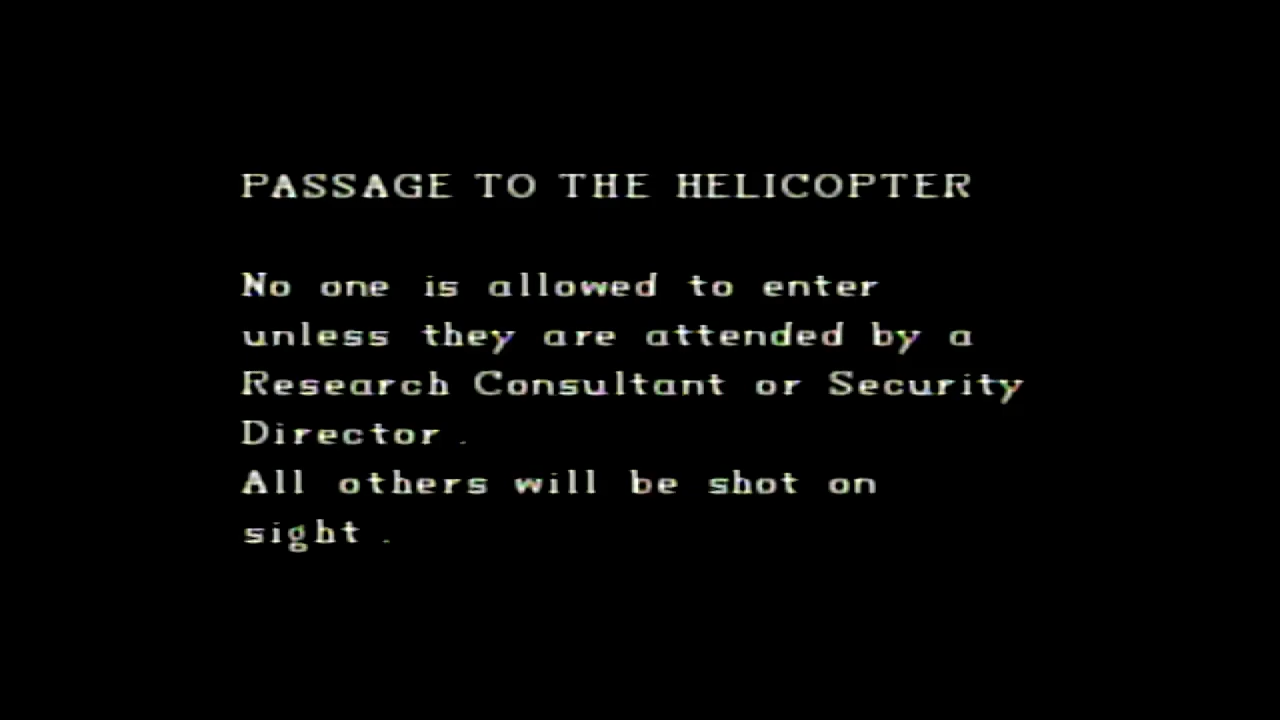 PASSAGE TO THE HELICOPTER
No one is allowed to enter
unless they are attended by a
Research Consultant or Security
Director.
All others will be shot on
sight.